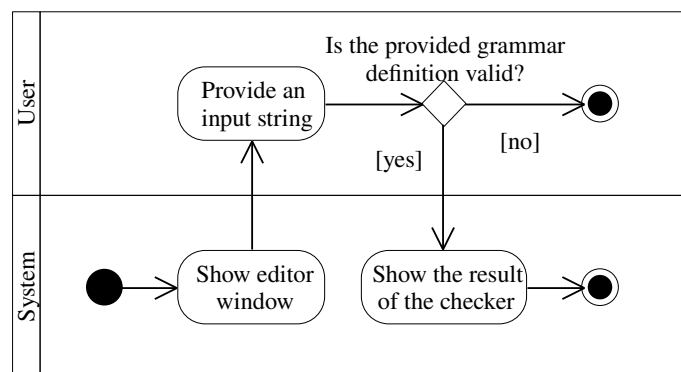 User
Is the provided grammar
definition valid?
Provide an
input string
[yes]
[no]
System
Show editor
window
Show the result
of the checker